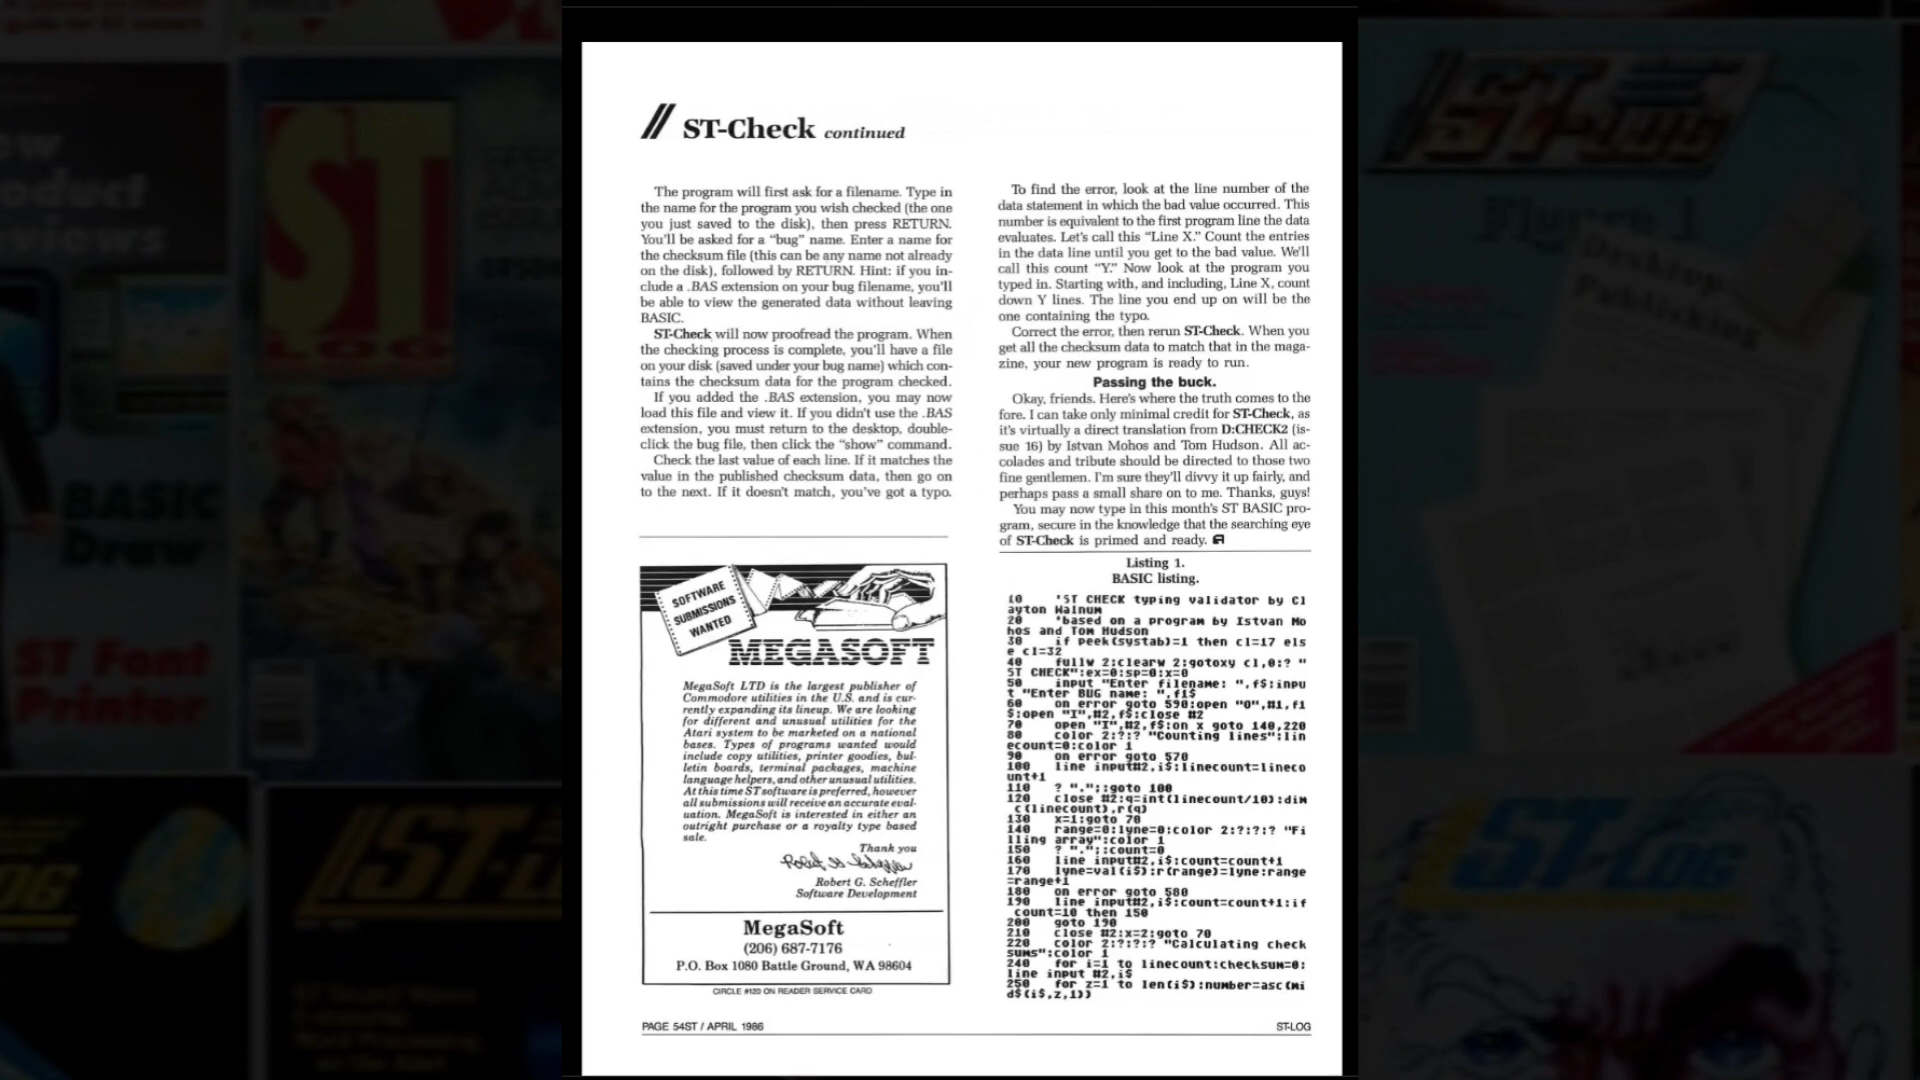 ST-Check continued
The program will first ask for a filename. Type in
the name for the program you wish checked (the one
you just saved to the disk), then press RETURN.
You'll be asked for a "bug" name. Enter a name for
the checksum file (this can be any name not already
on the disk), followed by RETURN. Hint: if you in-
clude a .BAS extension on your bug filename, you'll
be able to view the generated data without leaving
BASIC.
ST-Check will now proofread the program. When
the checking process is complete, you'll have a file
on your disk (saved under your bug name) which con-
tains the checksum data for the program checked.
If you added the .BAS extension, you may now
load this file and view it. If you didn't use the .BAS
extension, you must return to the desktop, double-
click the bug file, then click the "show" command.
Check the last value of each line. If it matches the
value in the published checksum data, then go on
to the next. If it doesn't match, you've got a typo.
To find the error, look at the line number of the
data statement in which the bad value occurred. This
number is equivalent to the first program line the data
evaluates. Let's call this "Line X." Count the entries
in the data line until you get to the bad value. We'll
call this count "Y." Now look at the program you
typed in. Starting with, and including, Line X, count
down Y lines. The line you end up on will be the
one containing the typo.
Correct the error, then rerun ST-Check. When you
get all the checksum data to match that in the maga-
zine, your new program is ready to run.
Passing the buck.
Okay, friends. Here's where the truth comes to the
fore. I can take only minimal credit for ST-Check, as
it's virtually a direct translation from D:CHECK2 (is-
sue 16) by Istvan Mohos and Tom Hudson. All ac-
colades and tribute should be directed to those two
fine gentlemen. I'm sure they'll divvy it up fairly, and
perhaps pass a small share on to me. Thanks, guys!
You may now type in this month's ST BASIC pro-
gram, secure in the knowledge that the searching eye
of ST-Check is primed and ready.
SOFTWARE
SUBMISSIONS
WANTED
MEGASOFT
MegaSoft LTD is the largest publisher of
Commodore utilities in the U.S. and is cur-
rently expanding its lineup. We are looking
for different and unusual utilities for the
Atari system to be marketed on a national
bases. Types of programs wanted would
include copy utilities, printer goodies, bul-
letin boards, terminal packages, machine
language helpers, and other unusual utilities.
At this time ST software is preferred, however
all submissions will receive an accurate eval-
uation. MegaSoft is interested in either an
outright purchase or a royalty type based
sale.
Thank you
Robert G. Scheffler
Software Development
MegaSoft
(206) 687-7176
P.O. Box 1080 Battle Ground, WA 98604
CIRCLE #120 ON READER SERVICE CARD
Listing 1.
BASIC listing.
10 'ST CHECK typing validator by Cl
ayton Walnum
20 'based on a program by Istvan Mo
hos and Tom Hudson
30 if peek(systab)=1 then cl=17 els
e cl=32
40 fullw 2:clearw 2:gotoxy cl,0:? "
ST CHECK":ex=0:sp=0:x=0
50 input "Enter filename: ",f$:inpu
t "Enter BUG name: ",f1$
60 on error goto 590:open "O",#1,f1
$:open "I",#2,f$:close #2
70 open "I",#2,f$:on x goto 140,220
80 color 2:?:? "Counting lines":lin
ecount=0:color 1
90 on error goto 570
100 line input#2,i$:linecount=lineco
unt+1
110 ? ".";:goto 100
120 close #2:q=int(linecount/10):dim
c(linecount),r(q)
130 x=1:goto 70
140 range=0:lyne=0:color 2:?:?:? "Fi
lling array":color 1
150 ? ".";:count=0
160 line input#2,i$:count=count+1
170 lyne=val(i$):r(range)=lyne:range
=range+1
180 on error goto 580
190 line input#2,i$:count=count+1:if
count=10 then 150
200 goto 190
210 close #2:x=2:goto 70
220 color 2:?:?:? "Calculating check
sums":color 1
240 for i=1 to linecount:checksum=0:
line input #2,i$
250 for z=1 to len(i$):number=asc(mi
d$(i$,z,1))
PAGE 54ST / APRIL 1986
ST-LOG
ST
LOG
BASIC
Draw
ST Font
Printer
ST-LOG
Figure 1
Desktop
Publishing
ST-LOG